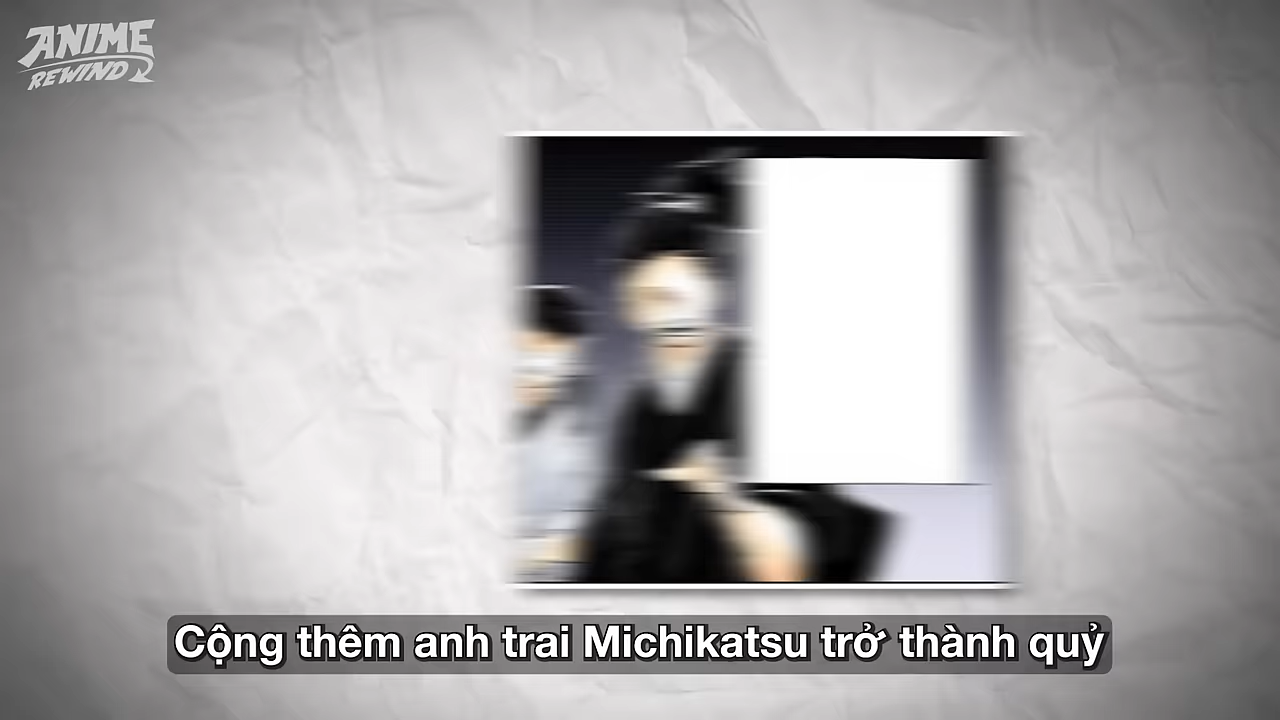 ANIME
REWIND
Cộng thêm anh trai Michikatsu trở thành quỷ